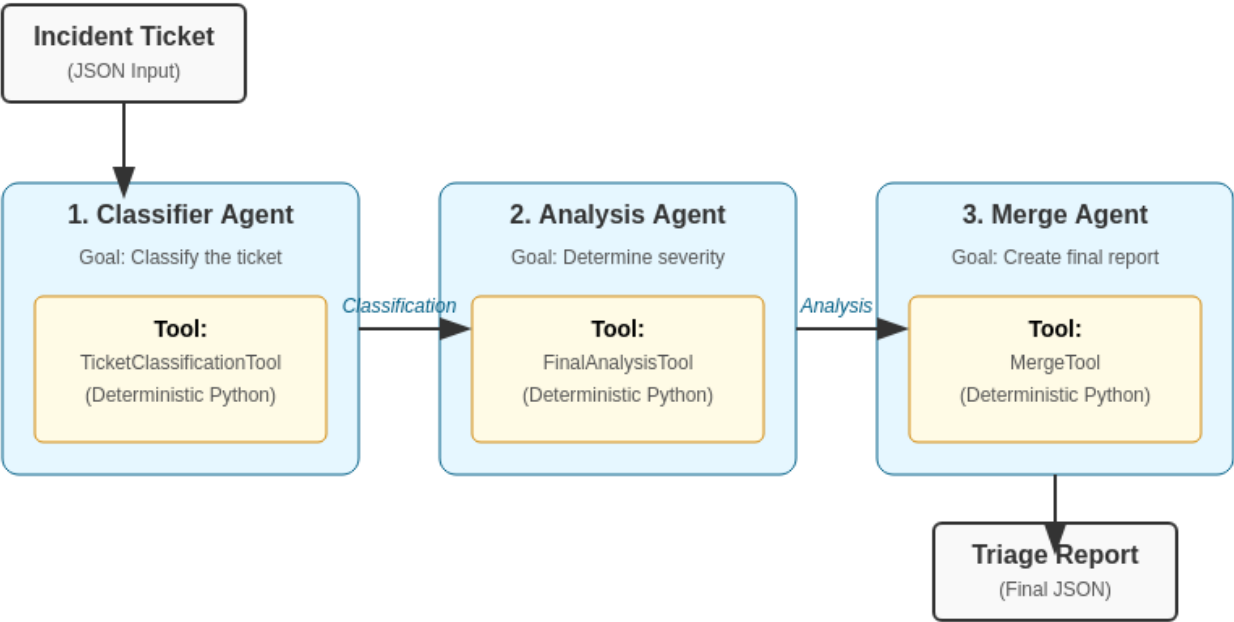 Incident Ticket
(JSON Input)
1. Classifier Agent
Goal: Classify the ticket
Tool:
TicketClassificationTool
(Deterministic Python)
Classification
2. Analysis Agent
Goal: Determine severity
Tool:
FinalAnalysisTool
(Deterministic Python)
Analysis
3. Merge Agent
Goal: Create final report
Tool:
MergeTool
(Deterministic Python)
Triage Report
(Final JSON)